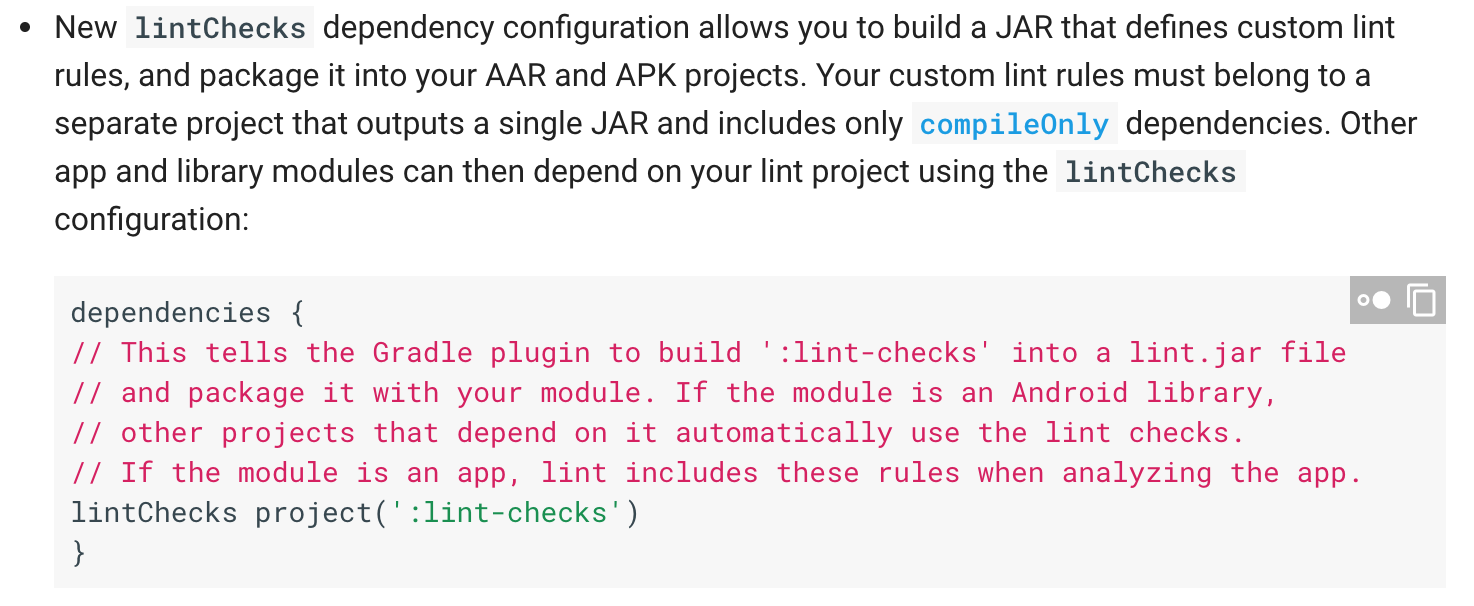 • New lintChecks dependency configuration allows you to build a JAR that defines custom lint
rules, and package it into your AAR and APK projects. Your custom lint rules must belong to a
separate project that outputs a single JAR and includes only compileOnly dependencies. Other
app and library modules can then depend on your lint project using the lintChecks
configuration:
dependencies {
// This tells the Gradle plugin to build ':lint-checks' into a lint.jar file
// and package it with your module. If the module is an Android library,
// other projects that depend on it automatically use the lint checks.
// If the module is an app, lint includes these rules when analyzing the app.
lintChecks project(':lint-checks')
}